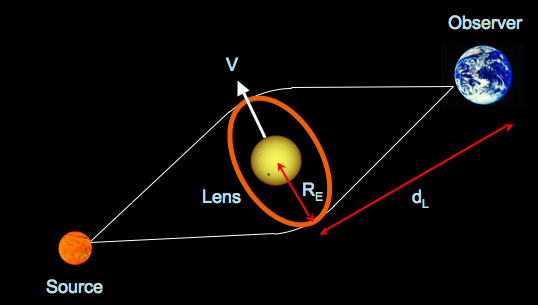 Observer
V
Lens
R_E
d_L
Source